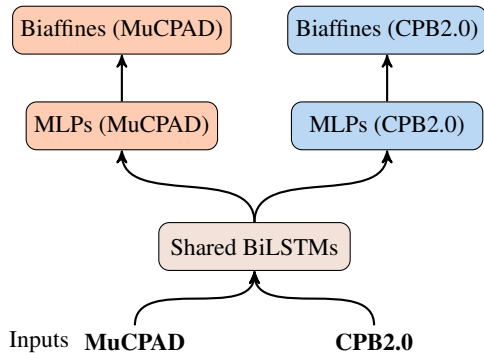 Biaffines (MuCPAD) Biaffines (CPB2.0)
MLPs (MuCPAD) MLPs (CPB2.0)
Shared BiLSTMs
Inputs MuCPAD CPB2.0